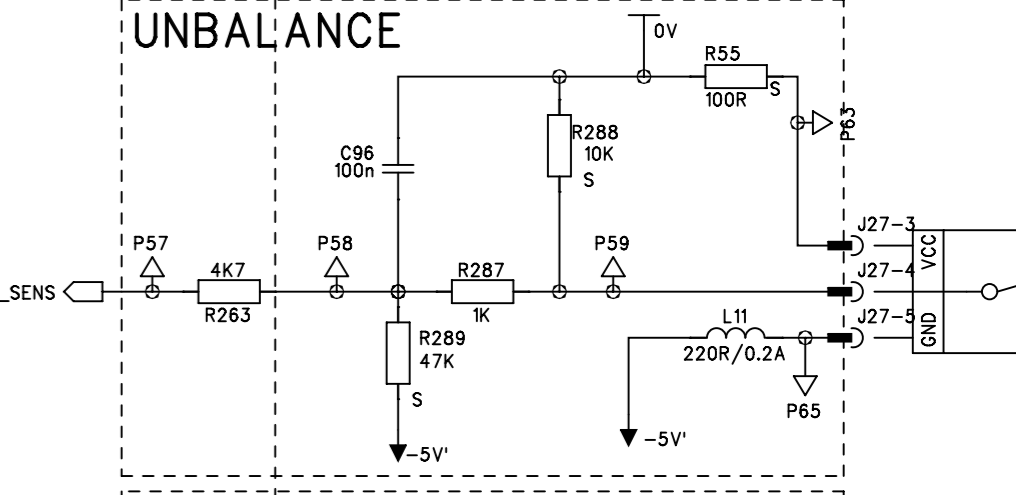 UNBALANCE
0V
R55
100R
S
P63
R288
10K
S
C96
100n
J27-3
VCC
P57
P58
P59
4K7
R263
R287
1K
J27-4
_SENS
L11
220R/0.2A
J27-5
GND
R289
47K
S
P65
-5V'
-5V'